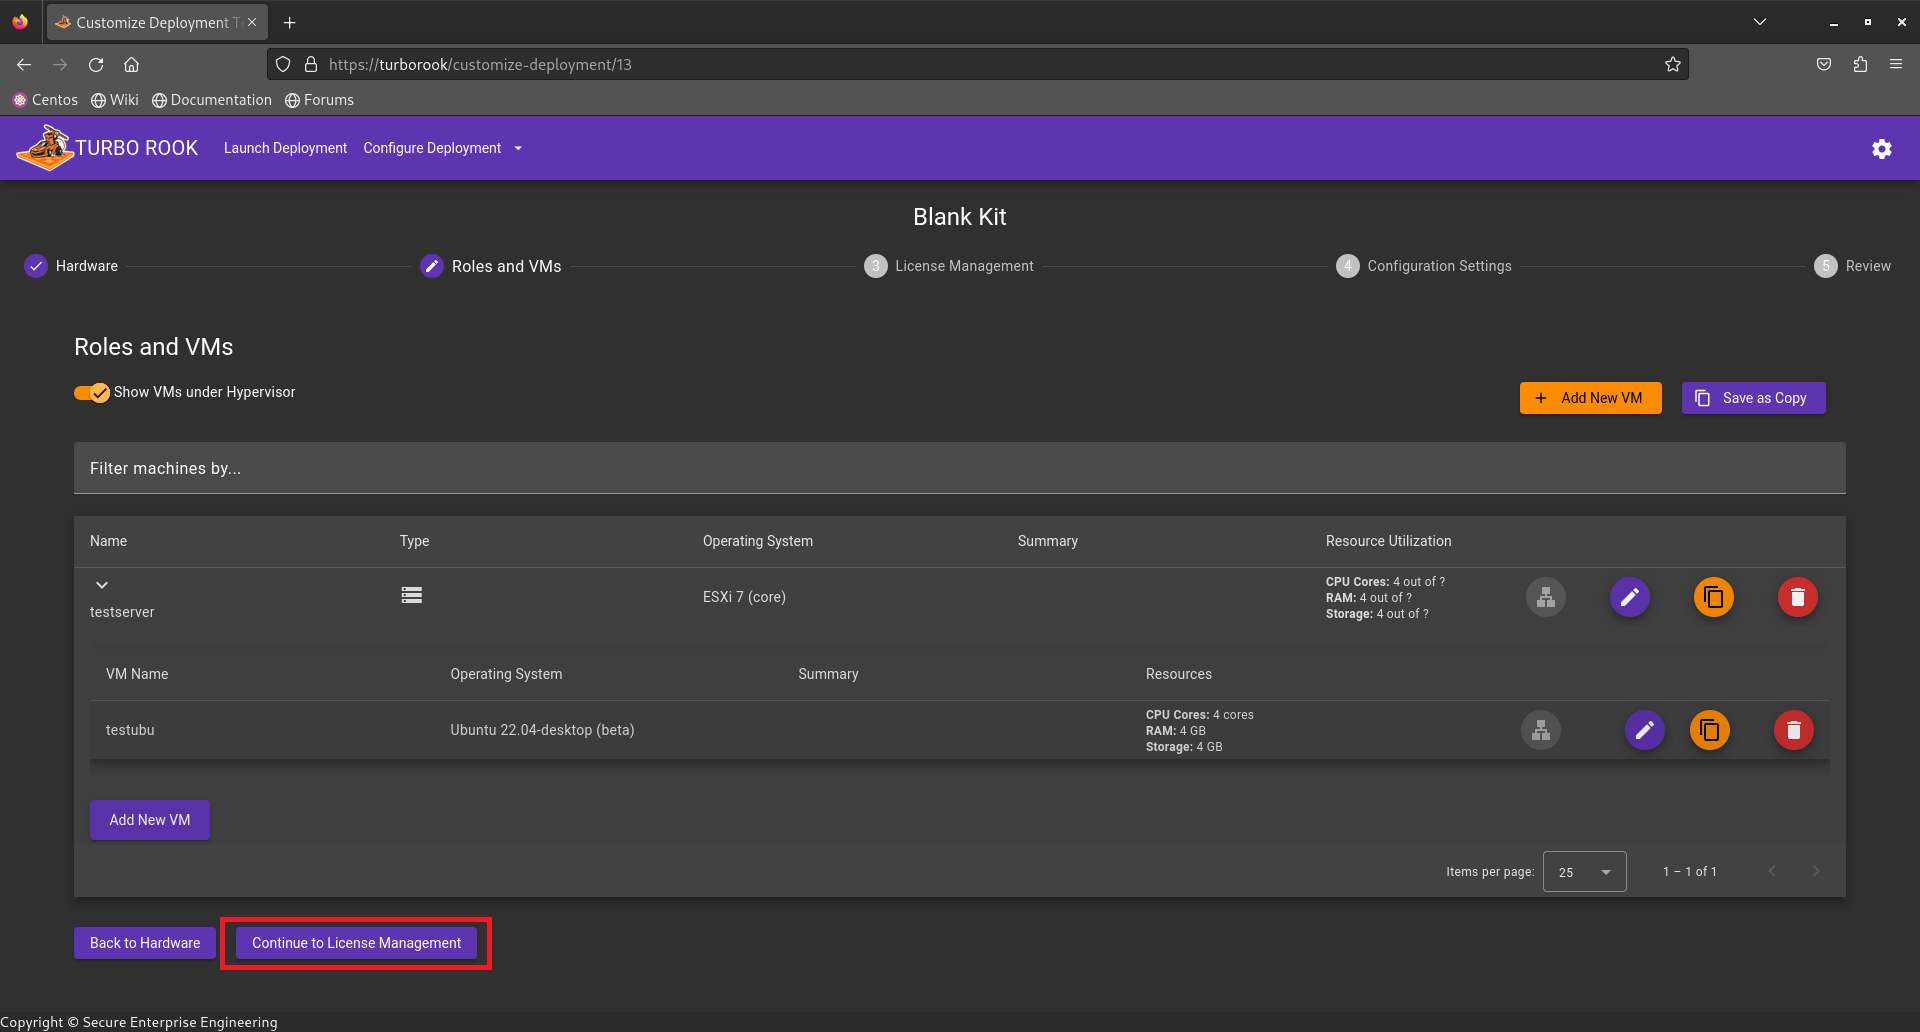 Customize Deployment T
https://turborook/customize-deployment/13
Centos Wiki Documentation Forums
TURBO ROOK Launch Deployment Configure Deployment
Blank Kit
Hardware Roles and VMs 3 License Management 4 Configuration Settings 5 Review
Roles and VMs
Show VMs under Hypervisor
Add New VM Save as Copy
Filter machines by...
Name Type Operating System Summary Resource Utilization
testserver ESXi 7 (core)
CPU Cores: 4 out of ?
RAM: 4 out of ?
Storage: 4 out of ?
VM Name Operating System Summary Resources
testubu Ubuntu 22.04-desktop (beta)
CPU Cores: 4 cores
RAM: 4 GB
Storage: 4 GB
Add New VM
Items per page: 25 1 – 1 of 1
Back to Hardware Continue to License Management
Copyright © Secure Enterprise Engineering